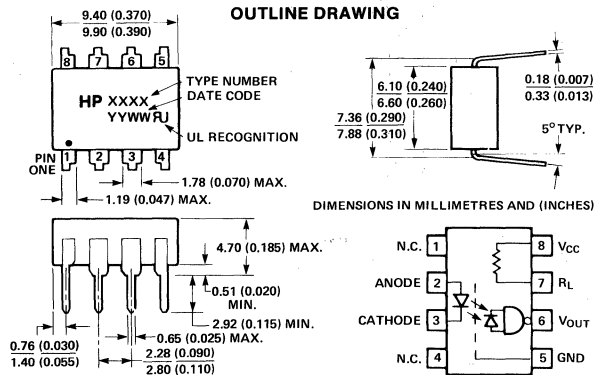 OUTLINE DRAWING
9.40 (0.370)
9.90 (0.390)
8 7 6 5
HP XXXX
YYWW RU
TYPE NUMBER
DATE CODE
UL RECOGNITION
PIN ONE
1 2 3 4
1.78 (0.070) MAX.
1.19 (0.047) MAX.
6.10 (0.240)
6.60 (0.260)
7.36 (0.290)
7.88 (0.310)
0.18 (0.007)
0.33 (0.013)
5° TYP.
DIMENSIONS IN MILLIMETRES AND (INCHES)
4.70 (0.185) MAX.
0.51 (0.020)
MIN.
2.92 (0.115) MIN.
0.65 (0.025) MAX.
0.76 (0.030)
1.40 (0.055)
2.28 (0.090)
2.80 (0.110)
N.C. 1
ANODE 2
CATHODE 3
N.C. 4
8 VCC
7 RL
6 VOUT
5 GND